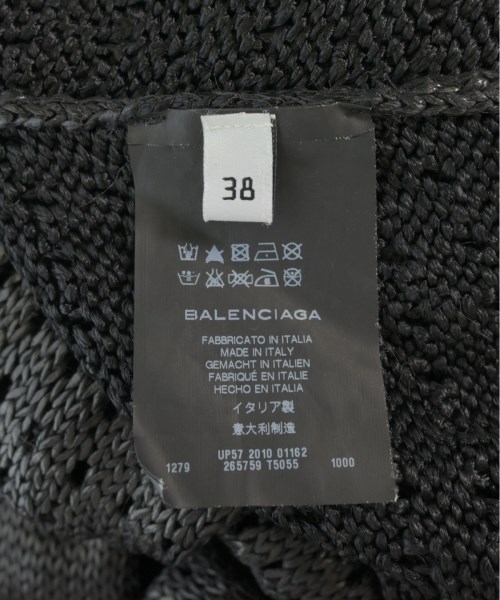 38
BALENCIAGA
FABBRICATO IN ITALIA
MADE IN ITALY
GEMACHT IN ITALIEN
FABRIQUÉ EN ITALIE
HECHO EN ITALIA
イタリア製
意大利制造
UP57 2010 01162
1279 265759 T5055 1000